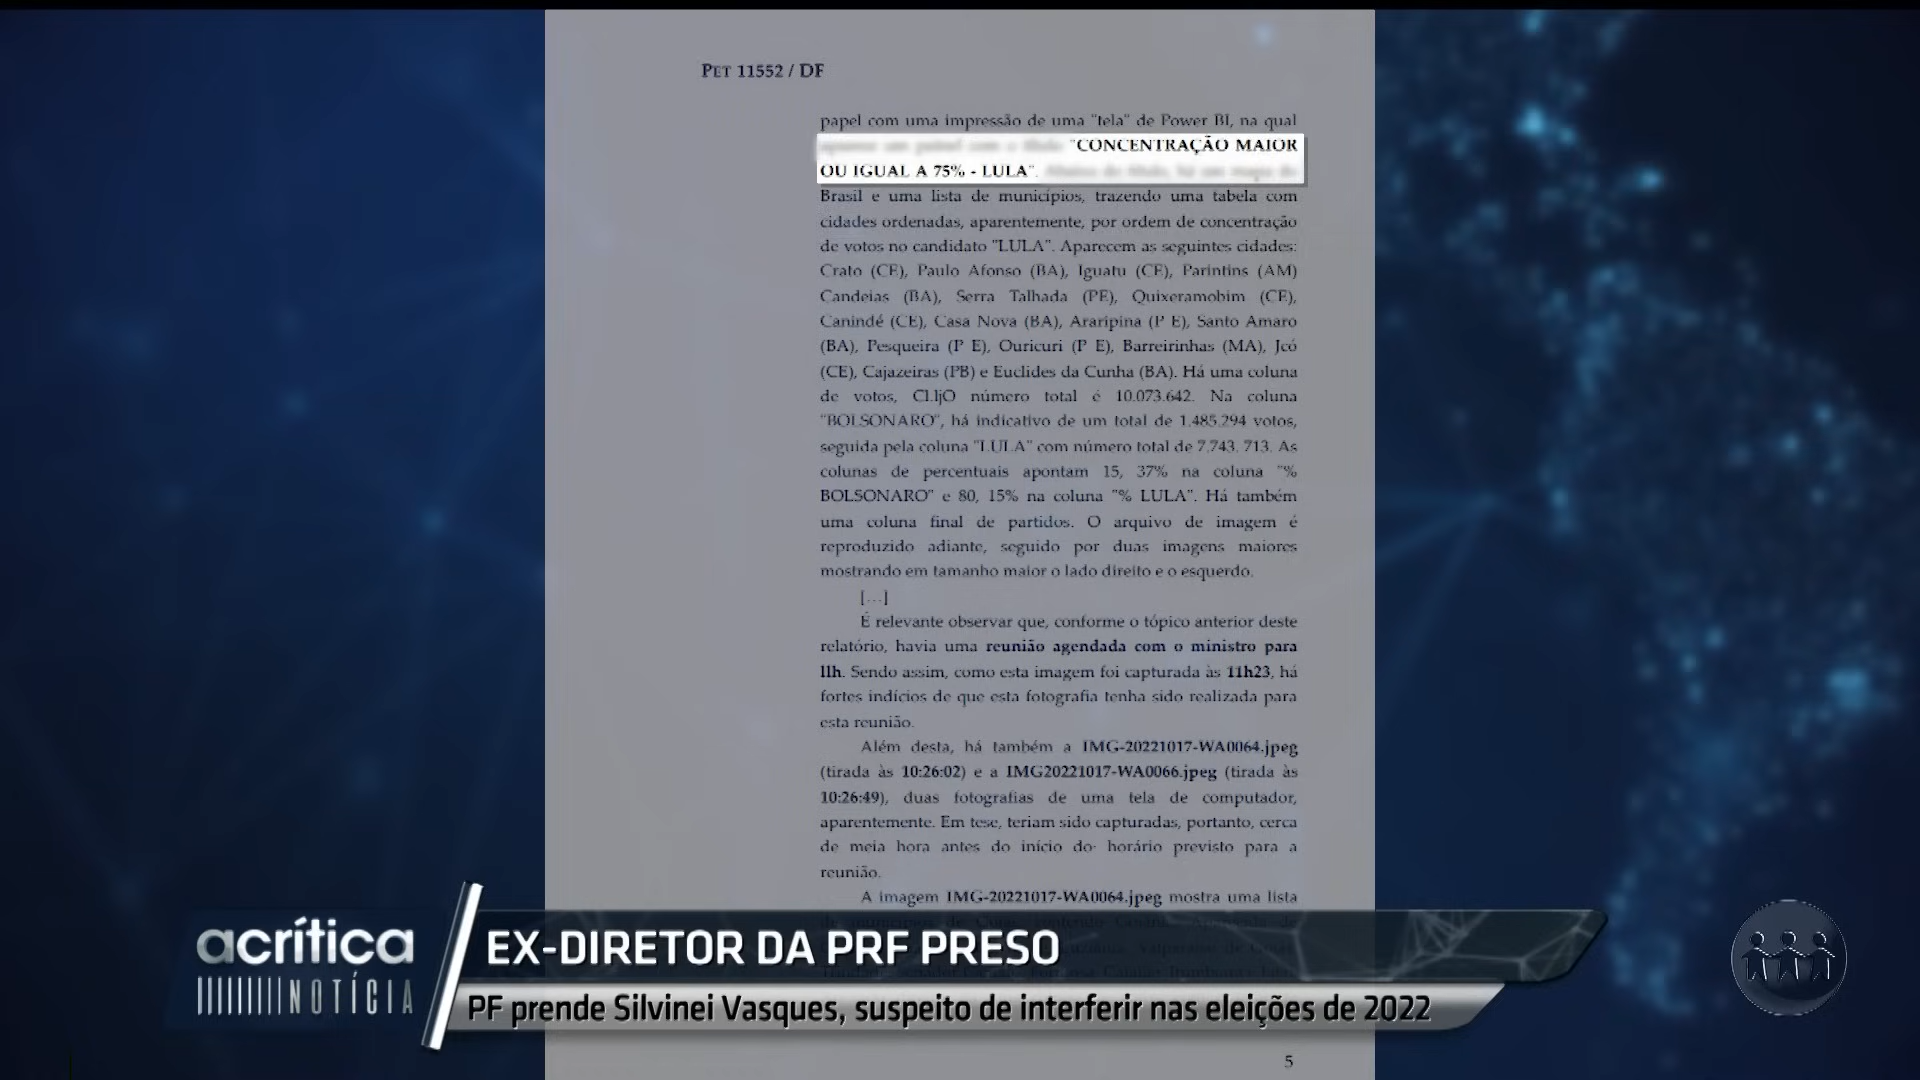 PET 11552 / DF
papel com uma impressão de uma "tela" de Power BI, na qual
"CONCENTRAÇÃO MAIOR
OU IGUAL A 75% - LULA".
Brasil e uma lista de municípios, trazendo uma tabela com
cidades ordenadas, aparentemente, por ordem de concentração
de votos no candidato "LULA". Aparecem as seguintes cidades:
Crato (CE), Paulo Afonso (BA), Iguatu (CE), Parintins (AM)
Candeias (BA), Serra Talhada (PE), Quixeramobim (CE),
Canindé (CE), Casa Nova (BA), Araripina (P E), Santo Amaro
(BA), Pesqueira (P E), Ouricuri (P E), Barreirinhas (MA), Jcó
(CE), Cajazeiras (PB) e Euclides da Cunha (BA). Há uma coluna
de votos, CI.ljO número total é 10.073.642. Na coluna
"BOLSONARO", há indicativo de um total de 1.485.294 votos,
seguida pela coluna "LULA" com número total de 7.743. 713. As
colunas de percentuais apontam 15, 37% na coluna "%
BOLSONARO" e 80, 15% na coluna "% LULA". Há também
uma coluna final de partidos. O arquivo de imagem é
reproduzido adiante, seguido por duas imagens maiores
mostrando em tamanho maior o lado direito e o esquerdo.
[...]
É relevante observar que, conforme o tópico anterior deste
relatório, havia uma reunião agendada com o ministro para
llh. Sendo assim, como esta imagem foi capturada às 11h23, há
fortes indícios de que esta fotografia tenha sido realizada para
esta reunião.
Além desta, há também a IMG-20221017-WA0064.jpeg
(tirada às 10:26:02) e a IMG20221017-WA0066.jpeg (tirada às
10:26:49), duas fotografias de uma tela de computador,
aparentemente. Em tese, teriam sido capturadas, portanto, cerca
de meia hora antes do início do· horário previsto para a
reunião.
A imagem IMG-20221017-WA0064.jpeg mostra uma lista
acrítica
NOTÍCIA
EX-DIRETOR DA PRF PRESO
PF prende Silvinei Vasques, suspeito de interferir nas eleições de 2022
5